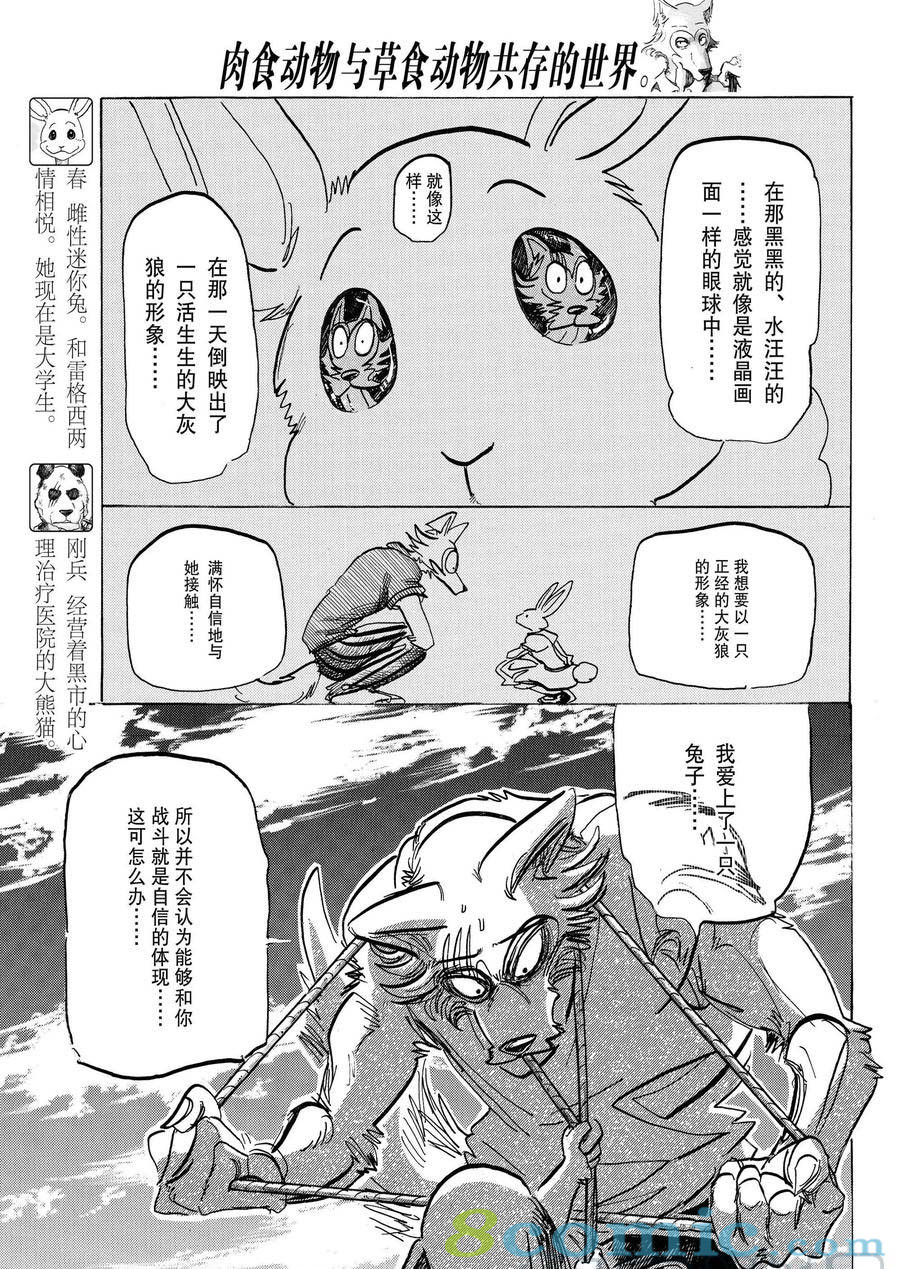 肉食动物与草食动物共存的世界。
春 雌性迷你兔。和雷格西两
情相悦。她现在是大学生。
刚兵 经营着黑市的心
理治疗医院的大熊猫。
在那黑黑的、水汪汪的
……感觉就像是液晶画
面一样的眼球中……
就像这
样……
在那一天倒映出了
一只活生生的大灰
狼的形象……
我想要以一只
正经的大灰狼
的形象……
满怀自信地与
她接触……
我爱上了一只
兔子……
所以并不会认为能够和你
战斗就是自信的体现……
这可怎么办……
8comic.com